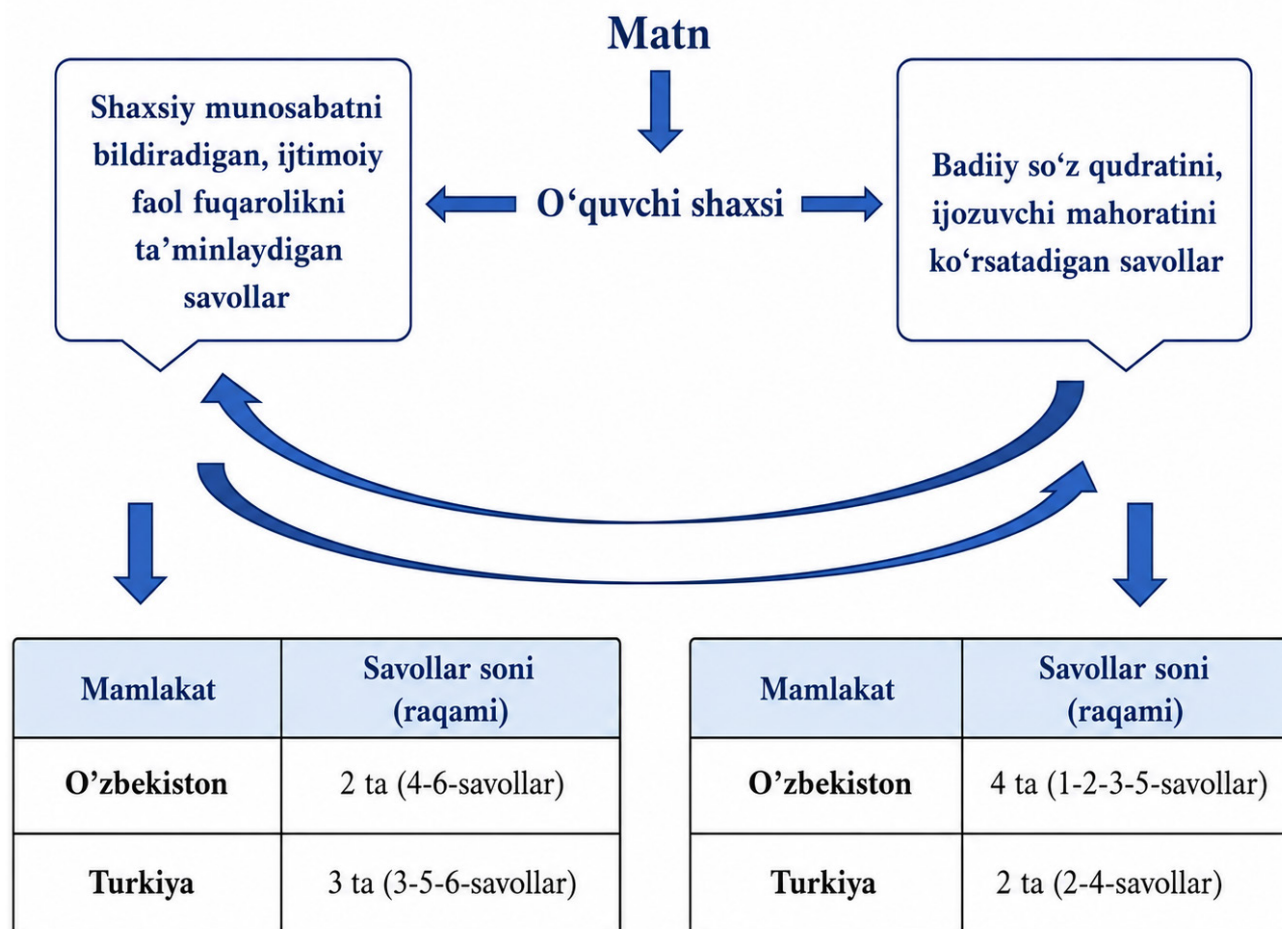 Matn
Shaxsiy munosabatni
bildiradigan, ijtimoiy
faol fuqarolikni
ta’minlaydigan
savollar
O‘quvchi shaxsi
Badiiy so‘z qudratini,
ijozuvchi mahoratini
ko‘rsatadigan savollar
Mamlakat
Savollar soni
(raqami)
O’zbekiston
2 ta (4-6-savollar)
Turkiya
3 ta (3-5-6-savollar)
Mamlakat
Savollar soni
(raqami)
O’zbekiston
4 ta (1-2-3-5-savollar)
Turkiya
2 ta (2-4-savollar)